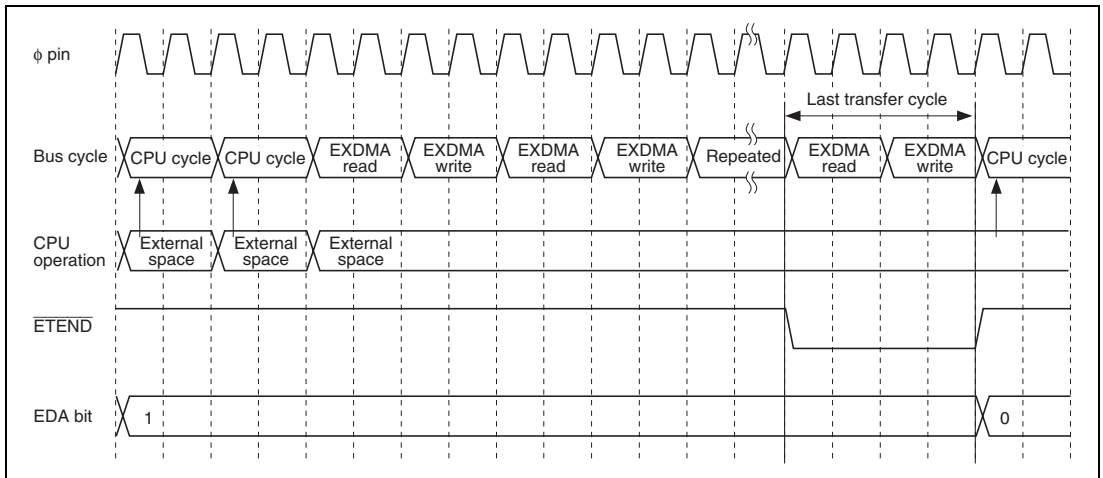 φ pin
Last transfer cycle
Bus cycle
CPU cycle
CPU cycle
EXDMA
read
EXDMA
write
EXDMA
read
EXDMA
write
Repeated
EXDMA
read
EXDMA
write
CPU cycle
CPU
operation
External
space
External
space
External
space
ETEND
EDA bit
1
0